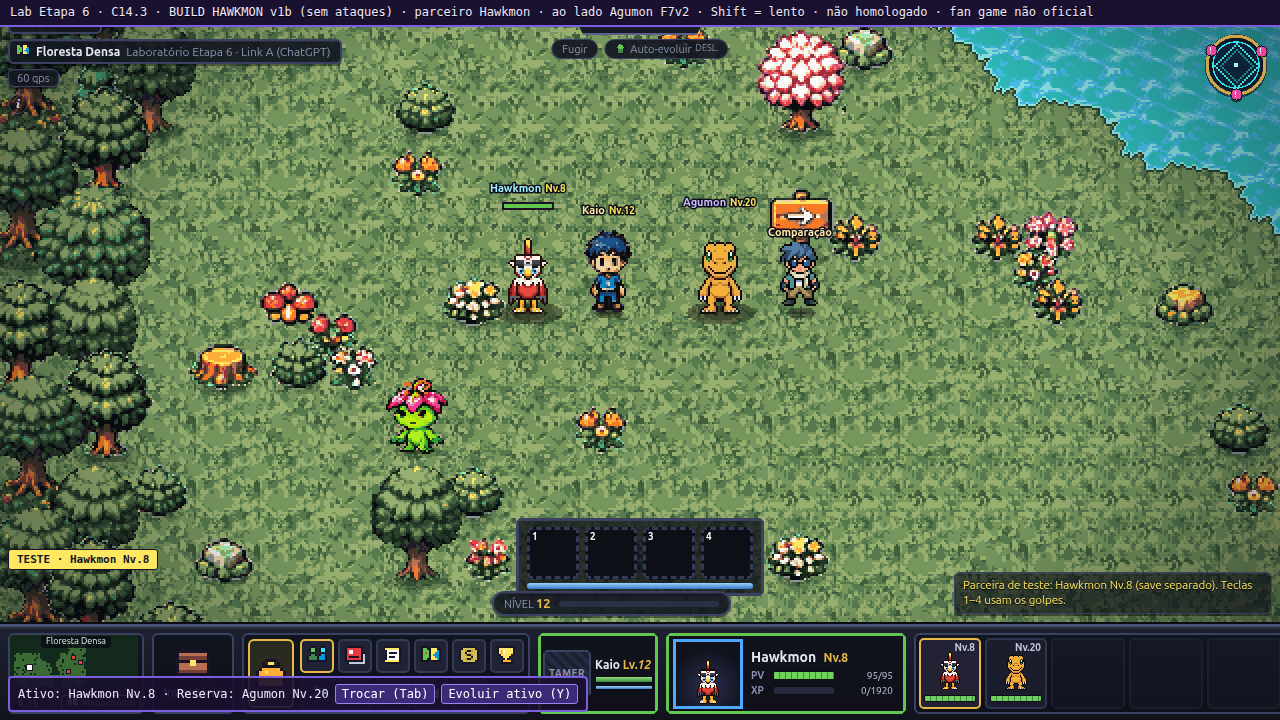 Lab Etapa 6 · C14.3 · BUILD HAWKMON v1b (sem ataques) · parceiro Hawkmon · ao lado Agumon F7v2 · Shift = lento · não homologado · fan game não oficial
Floresta Densa Laboratório Etapa 6 · Link A (ChatGPT)
Fugir
Auto-evoluir DESL.
60 qps
i
Hawkmon Nv.8
Kaio Nv.12
Agumon Nv.20
Comparação
TESTE · Hawkmon Nv.8
1 2 3 4
NÍVEL 12
Parceira de teste: Hawkmon Nv.8 (save separado). Teclas
1–4 usam os golpes.
Floresta Densa
TAMER
Kaio Lv.12
Hawkmon Nv.8
PV 95/95
XP 0/1920
Nv.8
Nv.20
Ativo: Hawkmon Nv.8 · Reserva: Agumon Nv.20 Trocar (Tab) Evoluir ativo (Y)